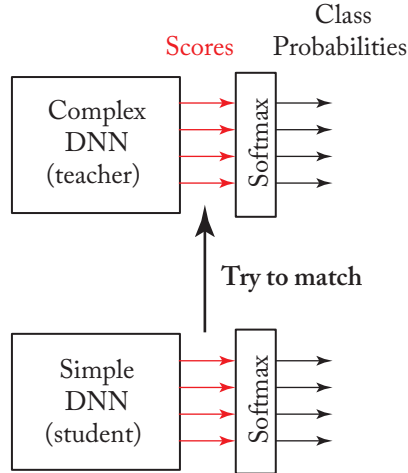 Scores
Class
Probabilities
Complex
DNN
(teacher)
Softmax
Try to match
Simple
DNN
(student)
Softmax